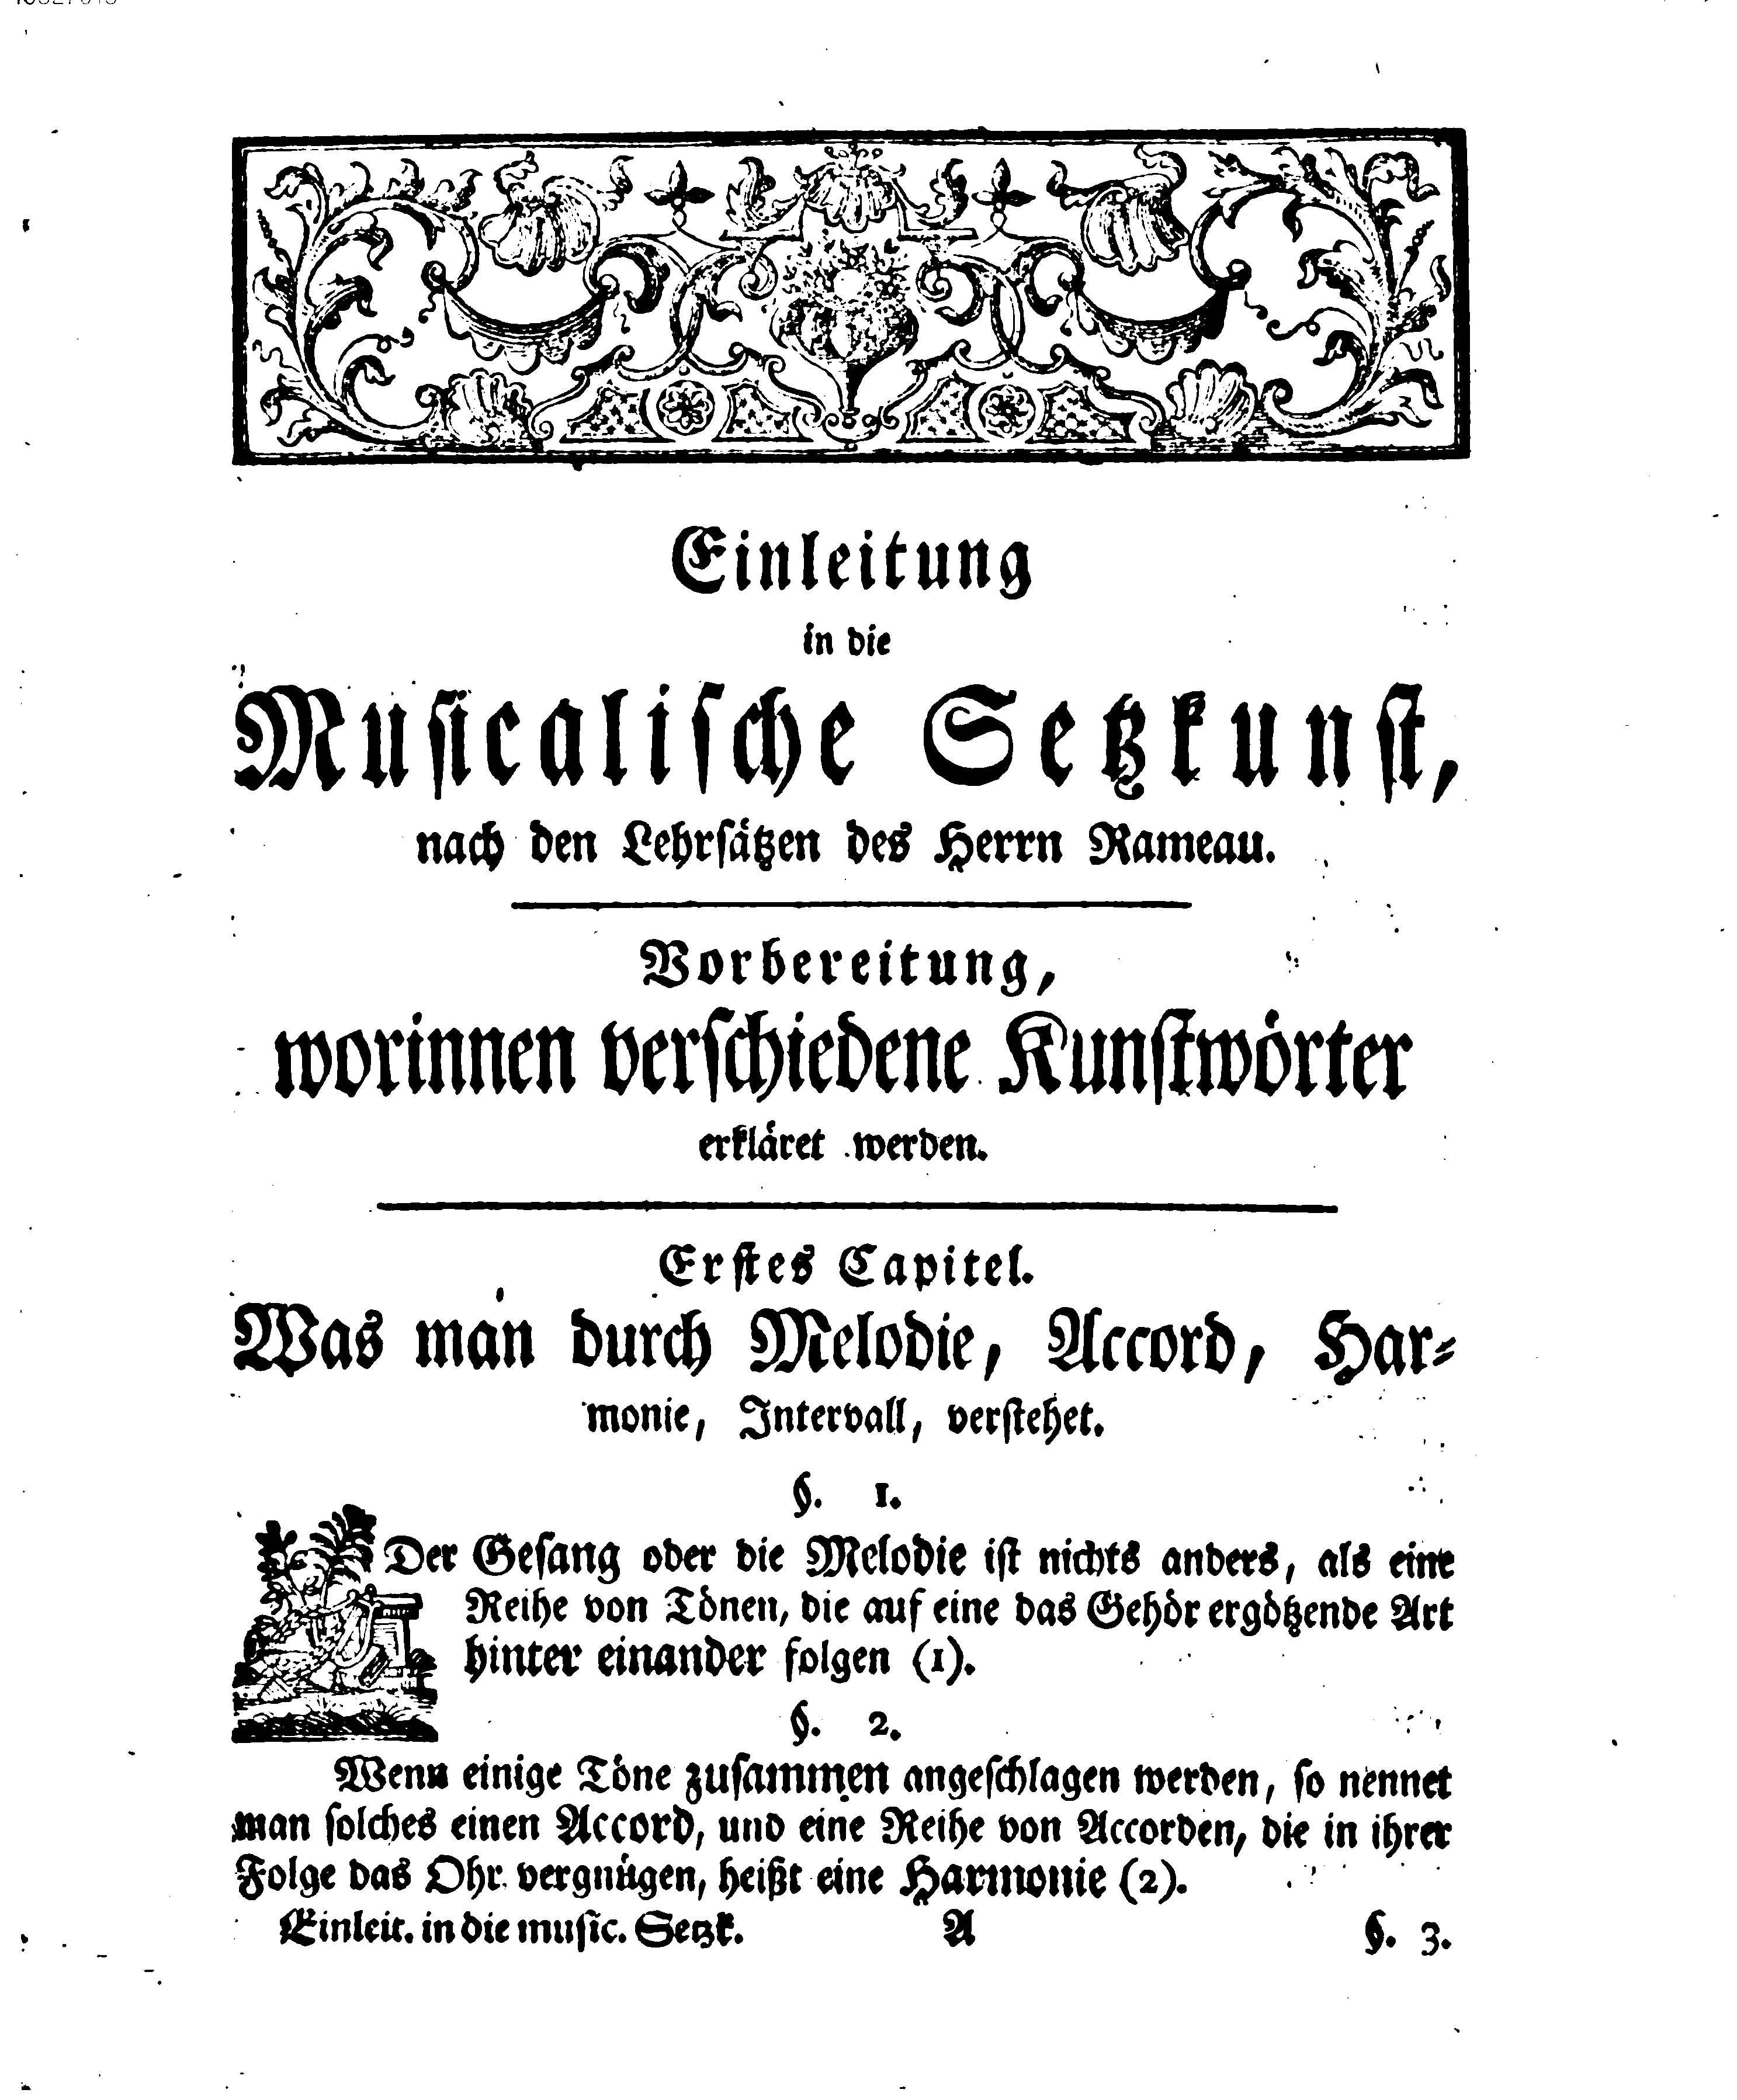 Einleitung
in die
Musicalische Setzkunst,
nach den Lehrsätzen des Herrn Rameau.
Vorbereitung,
worinnen verschiedene Kunstwörter
erkläret werden.
Erstes Capitel.
Was man durch Melodie, Accord, Har-
monie, Intervall, verstehet.
§. 1.
Der Gesang oder die Melodie ist nichts anders, als eine
Reihe von Tönen, die auf eine das Gehör ergötzende Art
hinter einander folgen (1).
§. 2.
Wenn einige Töne zusammen angeschlagen werden, so nennet
man solches einen Accord, und eine Reihe von Accorden, die in ihrer
Folge das Ohr vergnügen, heißt eine Harmonie (2).
Einleit. in die music. Setzk. A §. 3.